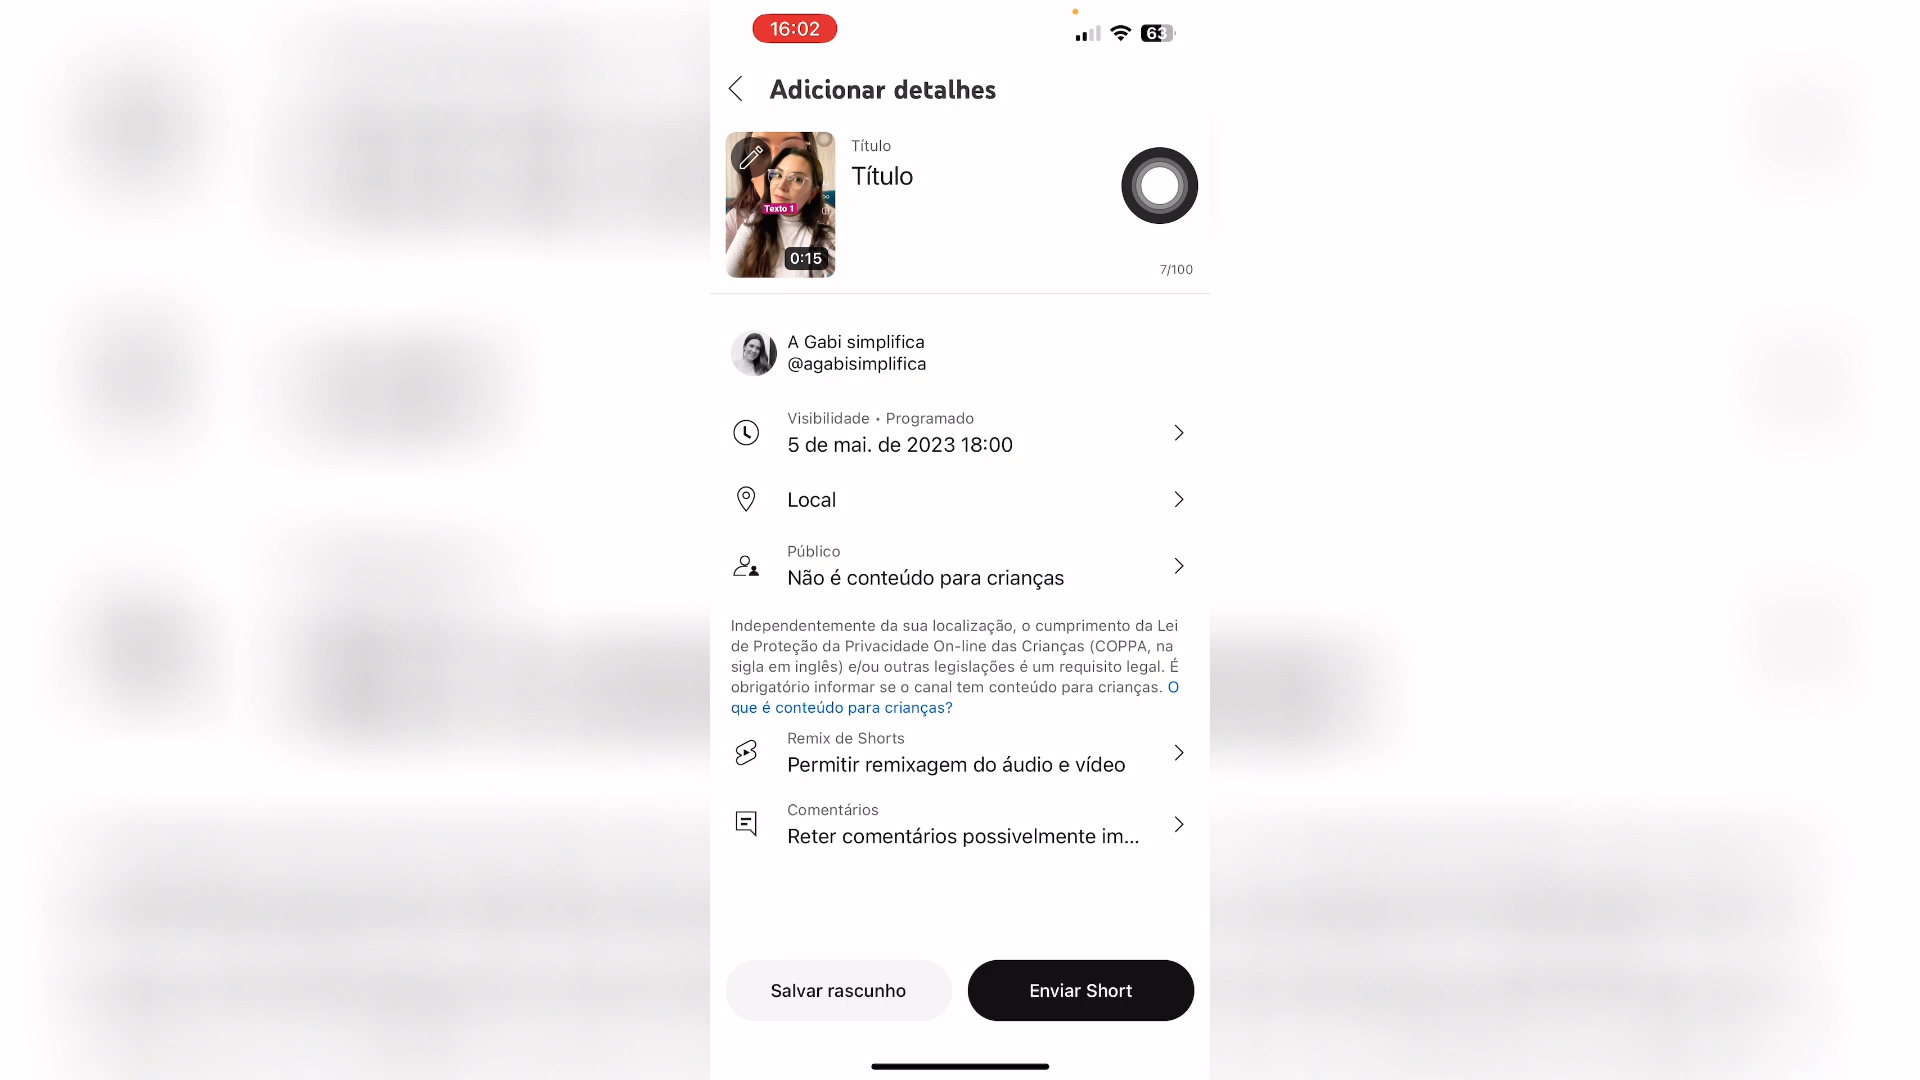 16:02
63
Adicionar detalhes
Título
Título
Texto 1
0:15
7/100
A Gabi simplifica
@agabisimplifica
Visibilidade • Programado
5 de mai. de 2023 18:00
Local
Público
Não é conteúdo para crianças
Independentemente da sua localização, o cumprimento da Lei
de Proteção da Privacidade On-line das Crianças (COPPA, na
sigla em inglês) e/ou outras legislações é um requisito legal. É
obrigatório informar se o canal tem conteúdo para crianças. O
que é conteúdo para crianças?
Remix de Shorts
Permitir remixagem do áudio e vídeo
Comentários
Reter comentários possivelmente im...
Salvar rascunho
Enviar Short